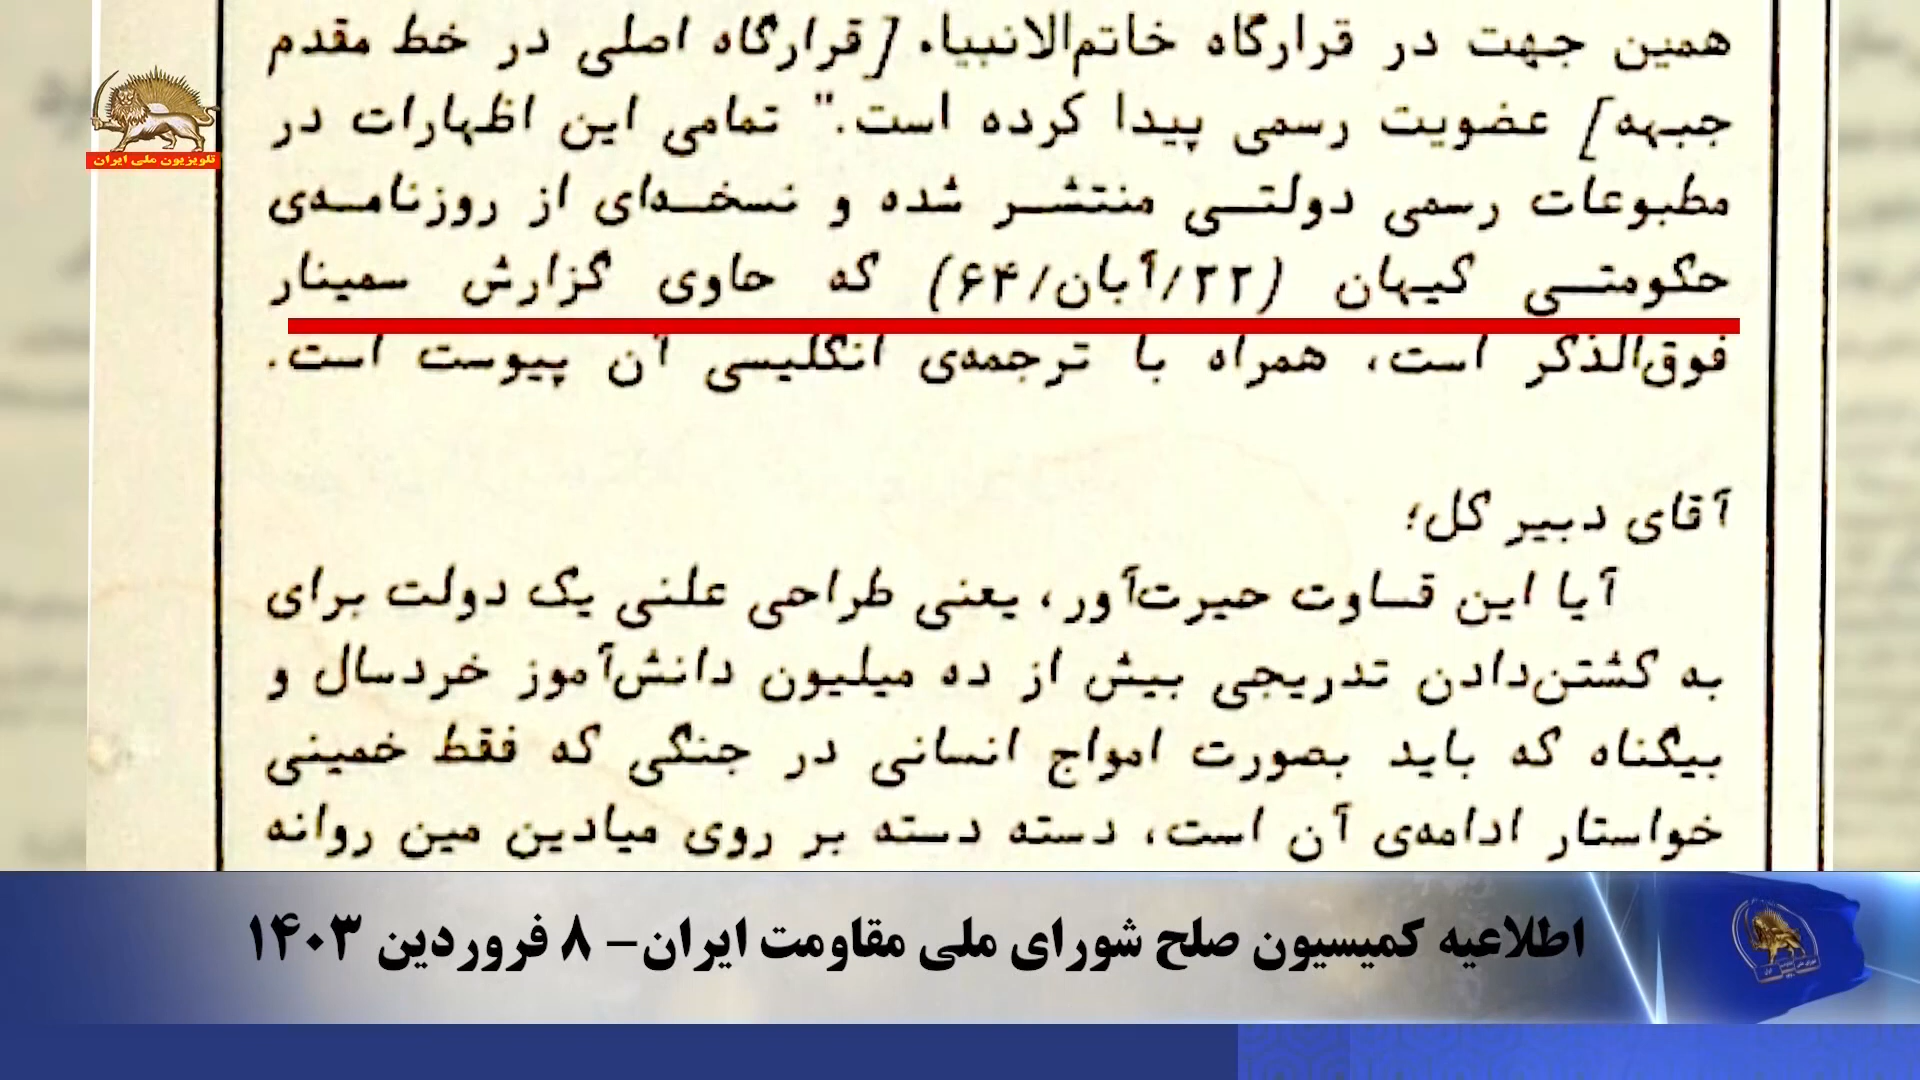 همین جهت در قرارگاه خاتم‌الانبیاء [قرارگاه اصلی در خط مقدم
جبهه] عضویت رسمی پیدا کرده است." تمامی این اظهارات در
مطبوعات رسمی دولتی منتشر شده و نسخه‌ای از روزنامه‌ی
حکومتی کیهان (۲۲/آبان/۶۴) که حاوی گزارش سمینار
فوق‌الذکر است، همراه با ترجمه‌ی انگلیسی آن پیوست است.
آقای دبیر کل؛
آیا این قساوت حیرت‌آور، یعنی طراحی علنی یک دولت برای
به کشتن‌دادن تدریجی بیش از ده میلیون دانش‌آموز خردسال و
بیگناه که باید بصورت امواج انسانی در جنگی که فقط خمینی
خواستار ادامه‌ی آن است، دسته دسته بر روی میادین مین روانه
تلویزیون ملی ایران
اطلاعیه کمیسیون صلح شورای ملی مقاومت ایران- ۸ فروردین ۱۴۰۳